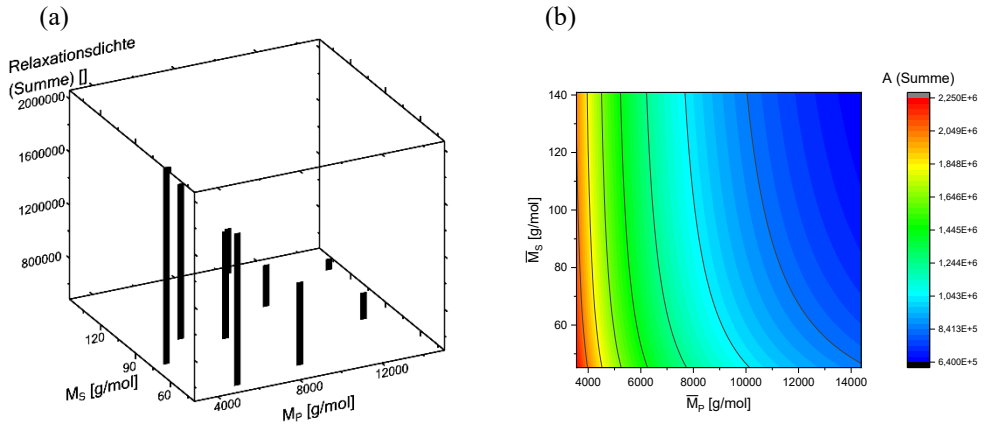 (a)
Relaxationsdichte
(Summe) []
2000000
1600000
1200000
800000
120
90
60
M_S [g/mol]
4000
8000
12000
M_P [g/mol]
(b)
140
120
100
80
60
M̅_S [g/mol]
4000 6000 8000 10000 12000 14000
M̅_P [g/mol]
A (Summe)
2,250E+6
2,049E+6
1,848E+6
1,646E+6
1,445E+6
1,244E+6
1,043E+6
8,413E+5
6,400E+5